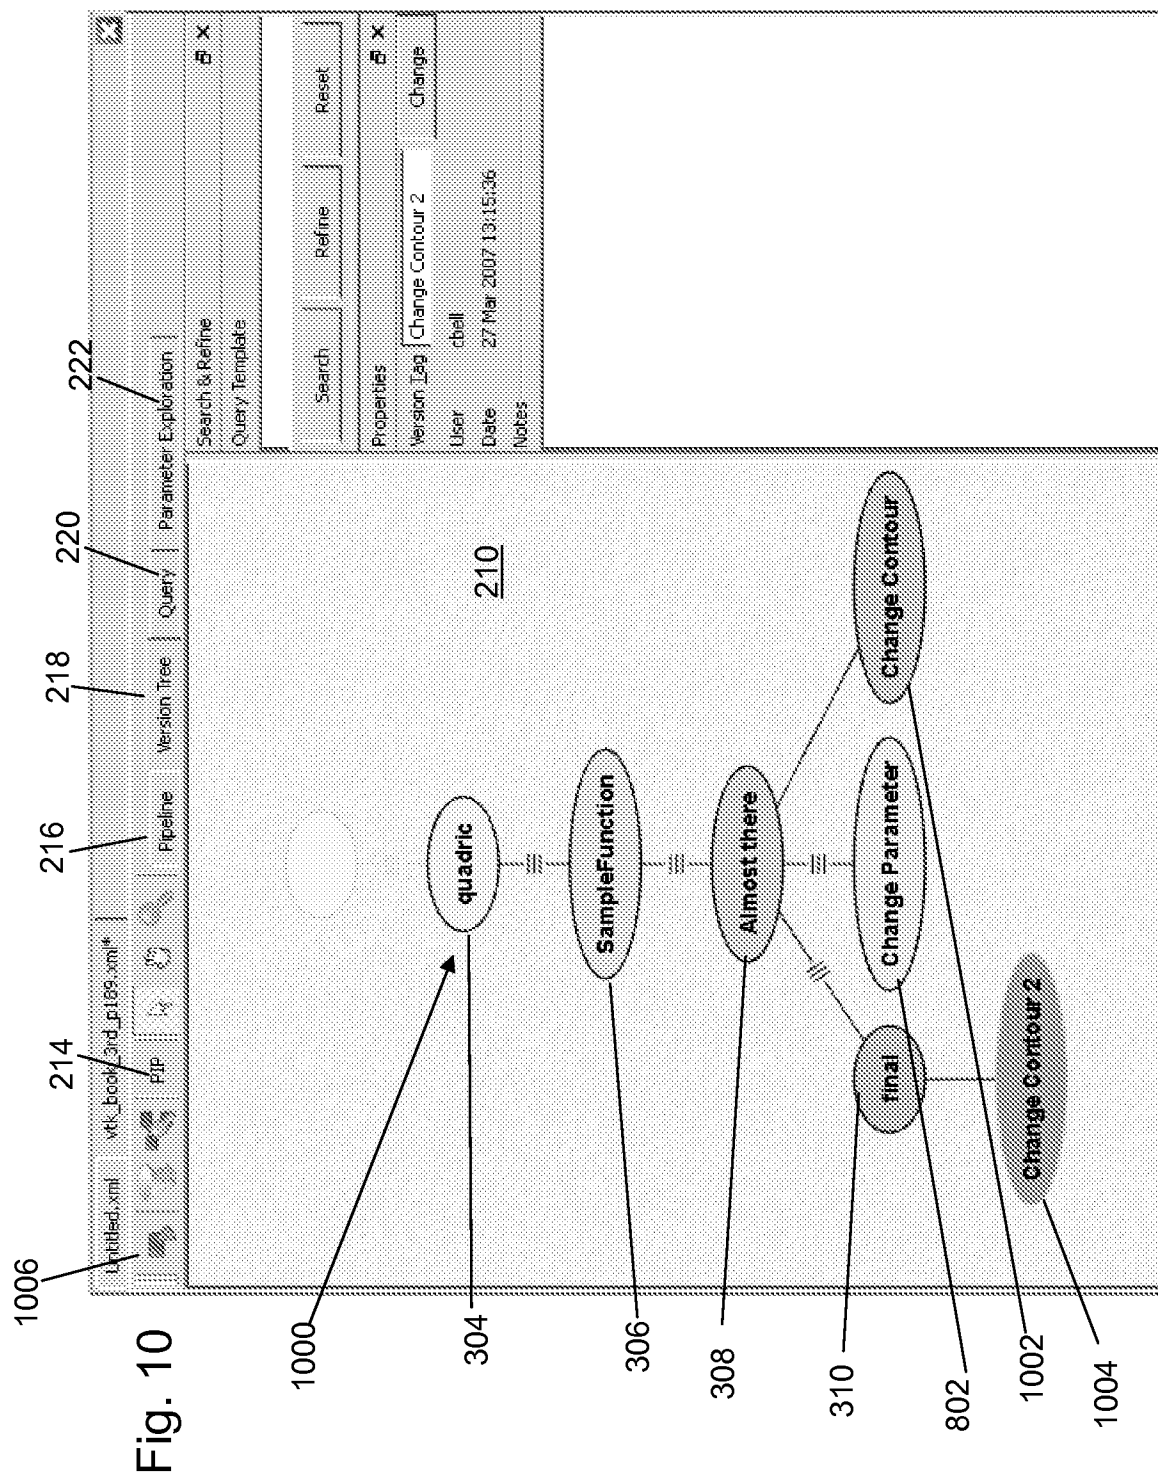 Fig. 10
1006
214
216
218
220
222
Untitled.xml
vtk_book_3rd_p189.xml*
PIP
Pipeline
Version Tree
Query
Parameter Exploration
Search & Refine
Query Template
Search
Refine
Reset
Properties
Version Tag
Change Contour 2
Change
User
cbell
Date
27 Mar 2007 13:15:36
Notes
210
1000
304
quadric
306
SampleFunction
308
Almost there
310
final
Change Parameter
Change Contour
802
1002
1004
Change Contour 2